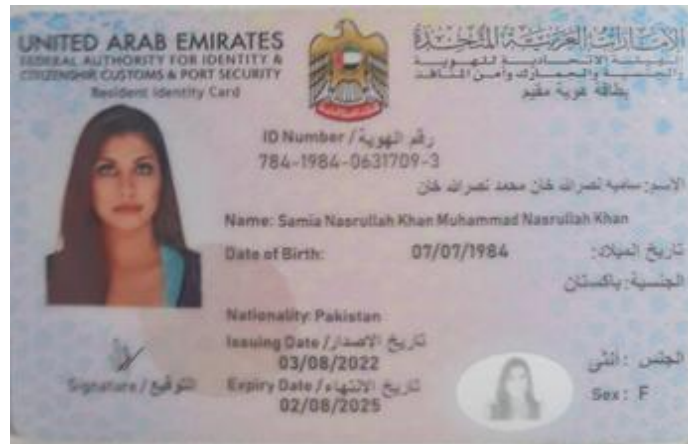 UNITED ARAB EMIRATES
FEDERAL AUTHORITY FOR IDENTITY &
CITIZENSHIP CUSTOMS & PORT SECURITY
Resident Identity Card
الإمارات العربية المتحدة
الهيئة الاتحادية للهوية
والجنسية والجمارك وأمن المنافذ
بطاقة هوية مقيم
ID Number / رقم الهوية
784-1984-0631709-3
الاسم: ساميه نصرالله خان محمد نصرالله خان
Name: Samia Nasrullah Khan Muhammad Nasrullah Khan
Date of Birth: 07/07/1984 تاريخ الميلاد:
الجنسية: باكستان
Nationality: Pakistan
Issuing Date / تاريخ الاصدار
03/08/2022
Expiry Date / تاريخ الانتهاء
02/08/2025
الجنس: أنثى
Sex: F
Signature / التوقيع